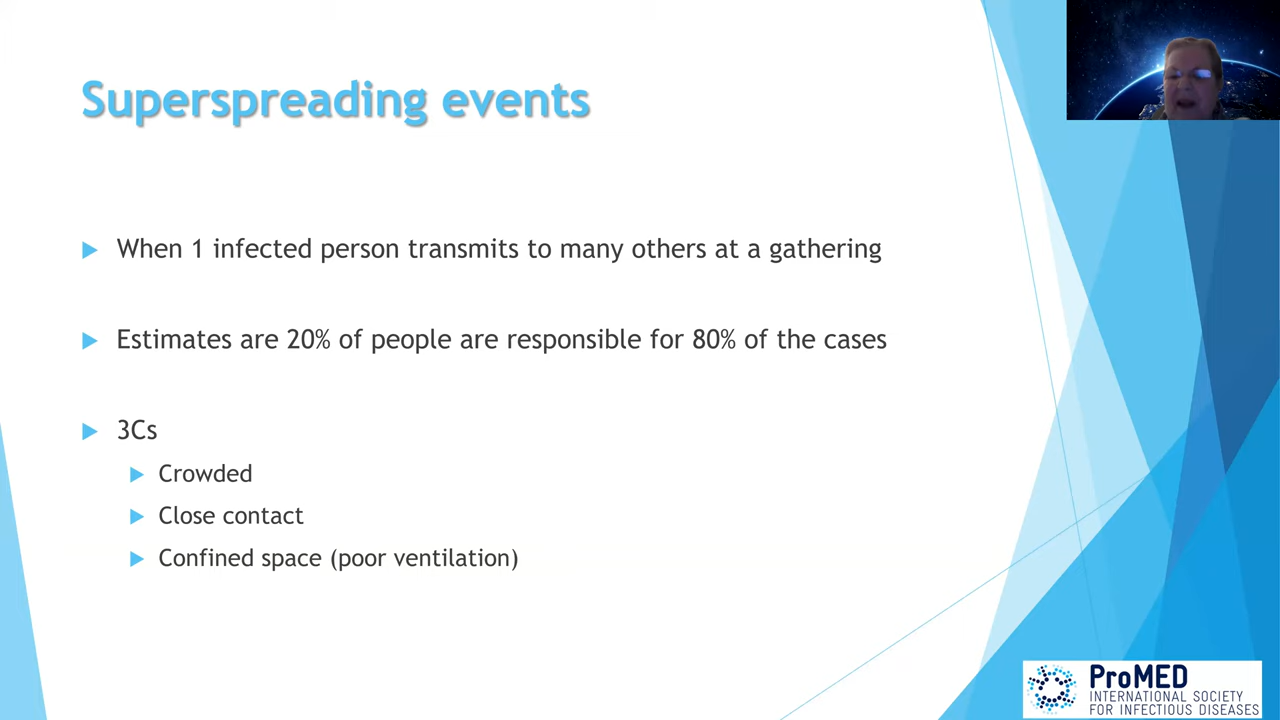 Superspreading events
When 1 infected person transmits to many others at a gathering
Estimates are 20% of people are responsible for 80% of the cases
3Cs
Crowded
Close contact
Confined space (poor ventilation)
ProMED
INTERNATIONAL SOCIETY
FOR INFECTIOUS DISEASES